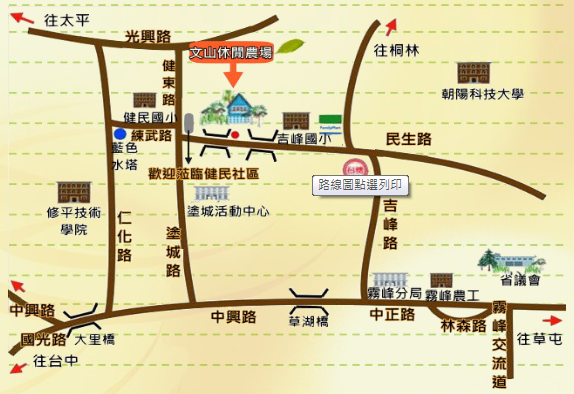 往太平
光興路
文山休閒農場
往桐林
健東路
朝陽科技大學
健民國小
練武路
吉峰國小
FamilyMart
民生路
藍色
水塔
歡迎蒞臨健民社區
台糖
路線圖點選列印
修平技術
學院
仁化路
塗城活動中心
塗城路
吉峰路
霧峰分局
霧峰農工
省議會
中興路
國光路
大里橋
中興路
草湖橋
中正路
林森路
霧峰交流道
往草屯
往台中